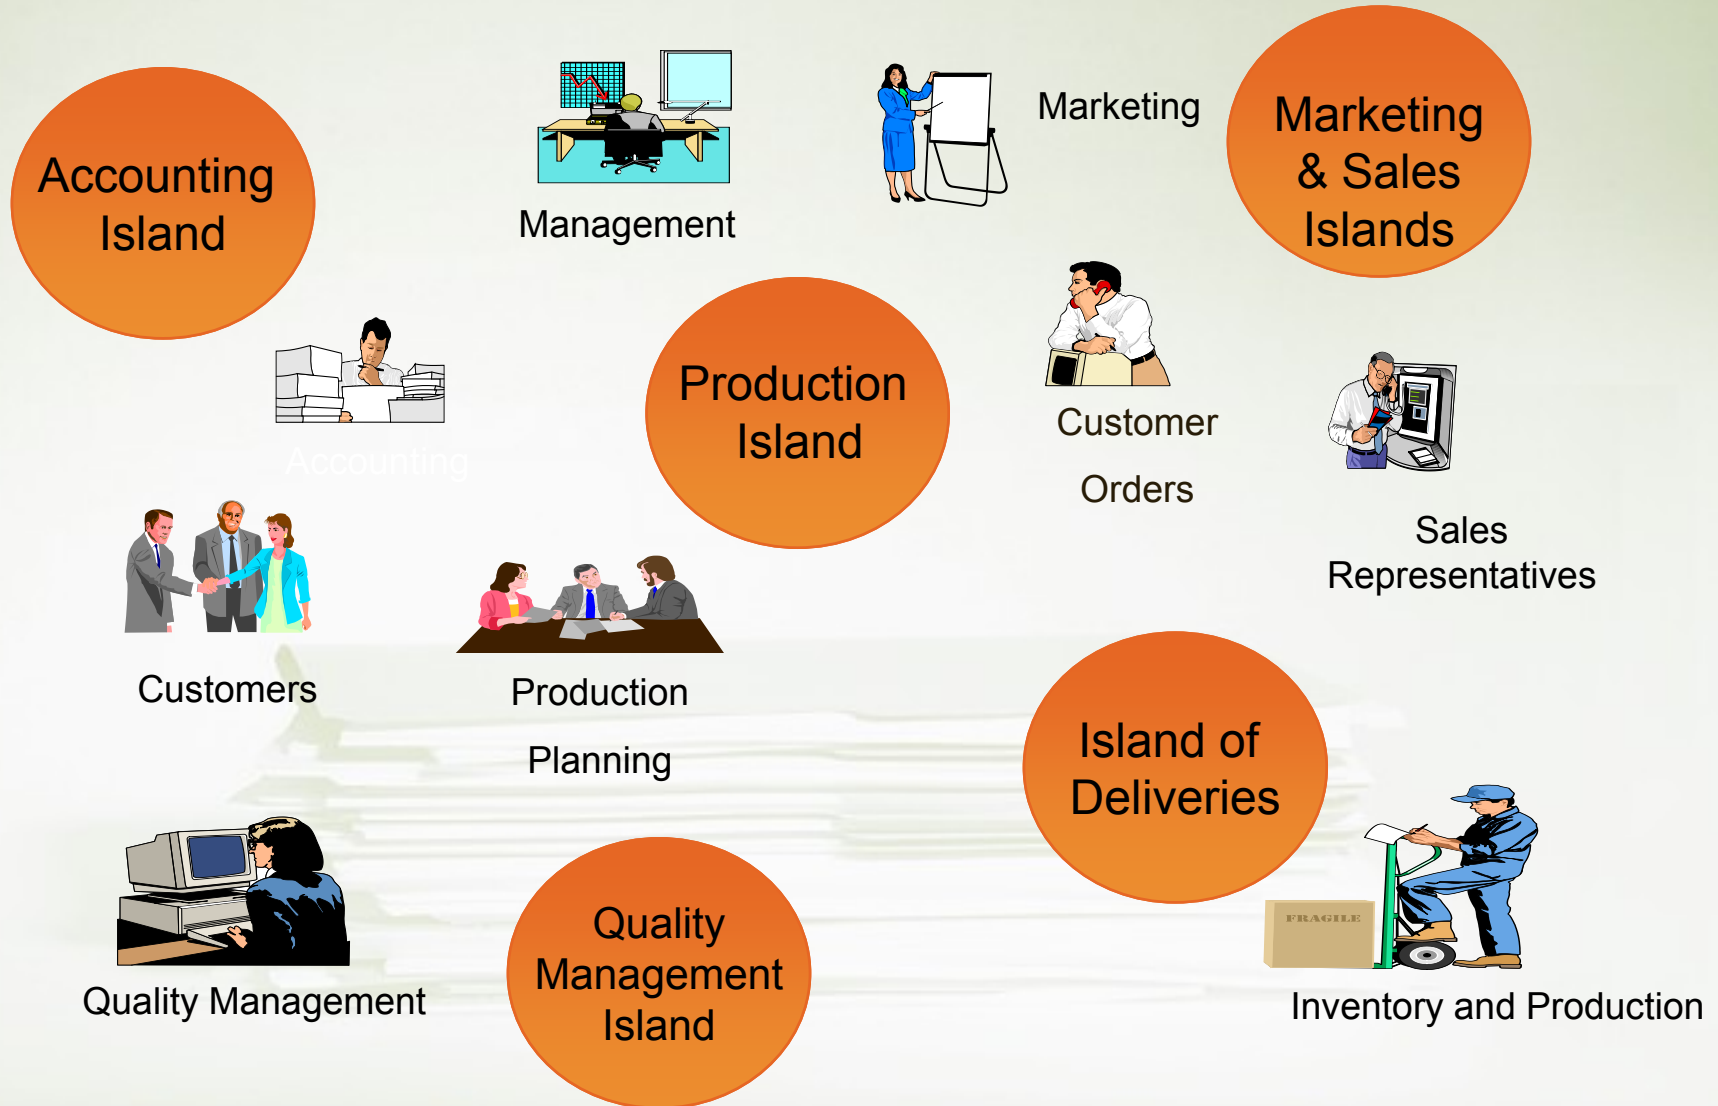 Accounting
Island
Management
Marketing
Marketing
& Sales
Islands
Accounting
Production
Island
Customer
Orders
Sales
Representatives
Customers
Production
Planning
Island of
Deliveries
FRAGILE
Quality Management
Quality
Management
Island
Inventory and Production